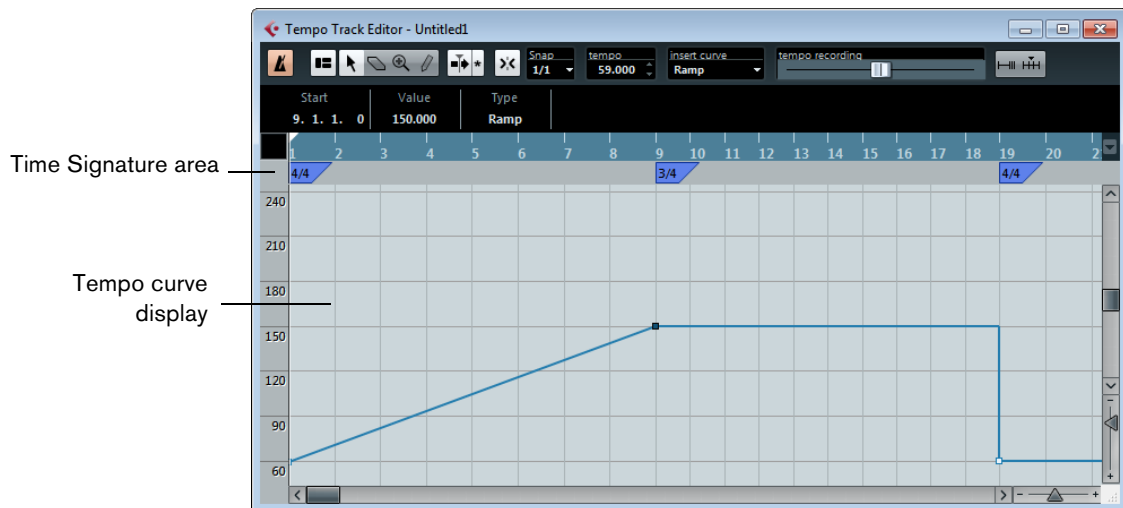 Tempo Track Editor - Untitled1
Snap tempo insert curve tempo recording
1/1 59.000 Ramp
Start Value Type
9. 1. 1. 0 150.000 Ramp
1 2 3 4 5 6 7 8 9 10 11 12 13 14 15 16 17 18 19 20
Time Signature area
4/4 3/4 4/4
240
210
Tempo curve
display
180
150
120
90
60